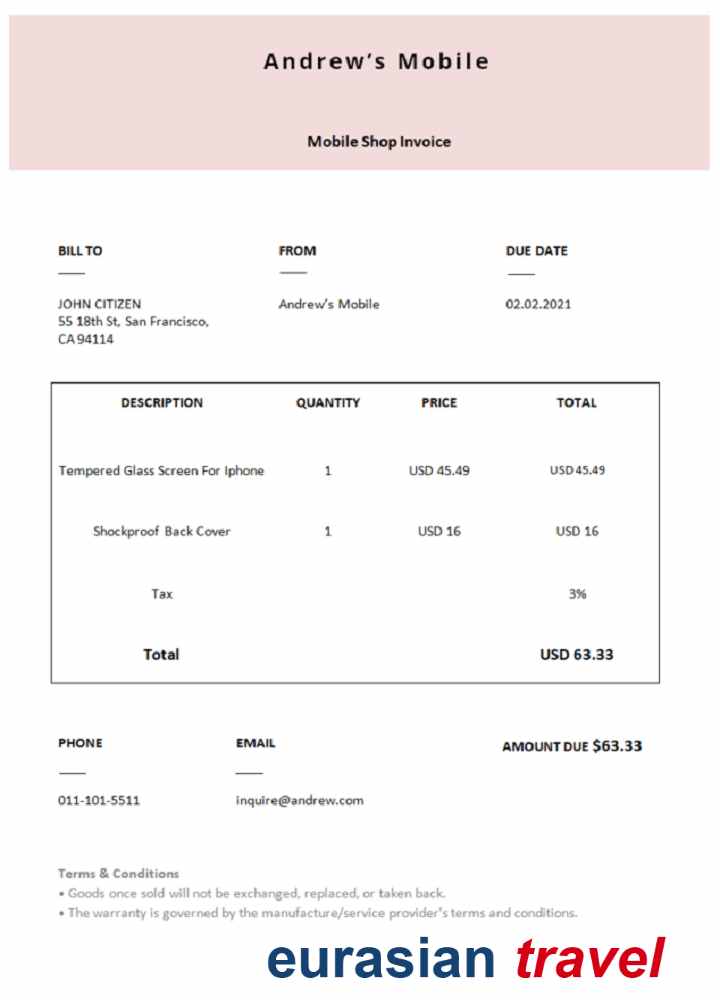 Andrew's Mobile
Mobile Shop Invoice
BILL TO
FROM
DUE DATE
JOHN CITIZEN
55 18th St, San Francisco,
CA 94114
Andrew's Mobile
02.02.2021
DESCRIPTION QUANTITY PRICE TOTAL
Tempered Glass Screen For Iphone 1 USD 45.49 USD 45.49
Shockproof Back Cover 1 USD 16 USD 16
Tax 3%
Total USD 63.33
PHONE
EMAIL
AMOUNT DUE $63.33
011-101-5511
inquire@andrew.com
Terms & Conditions
• Goods once sold will not be exchanged, replaced, or taken back.
• The warranty is governed by the manufacture/service provider's terms and conditions.
eurasian travel